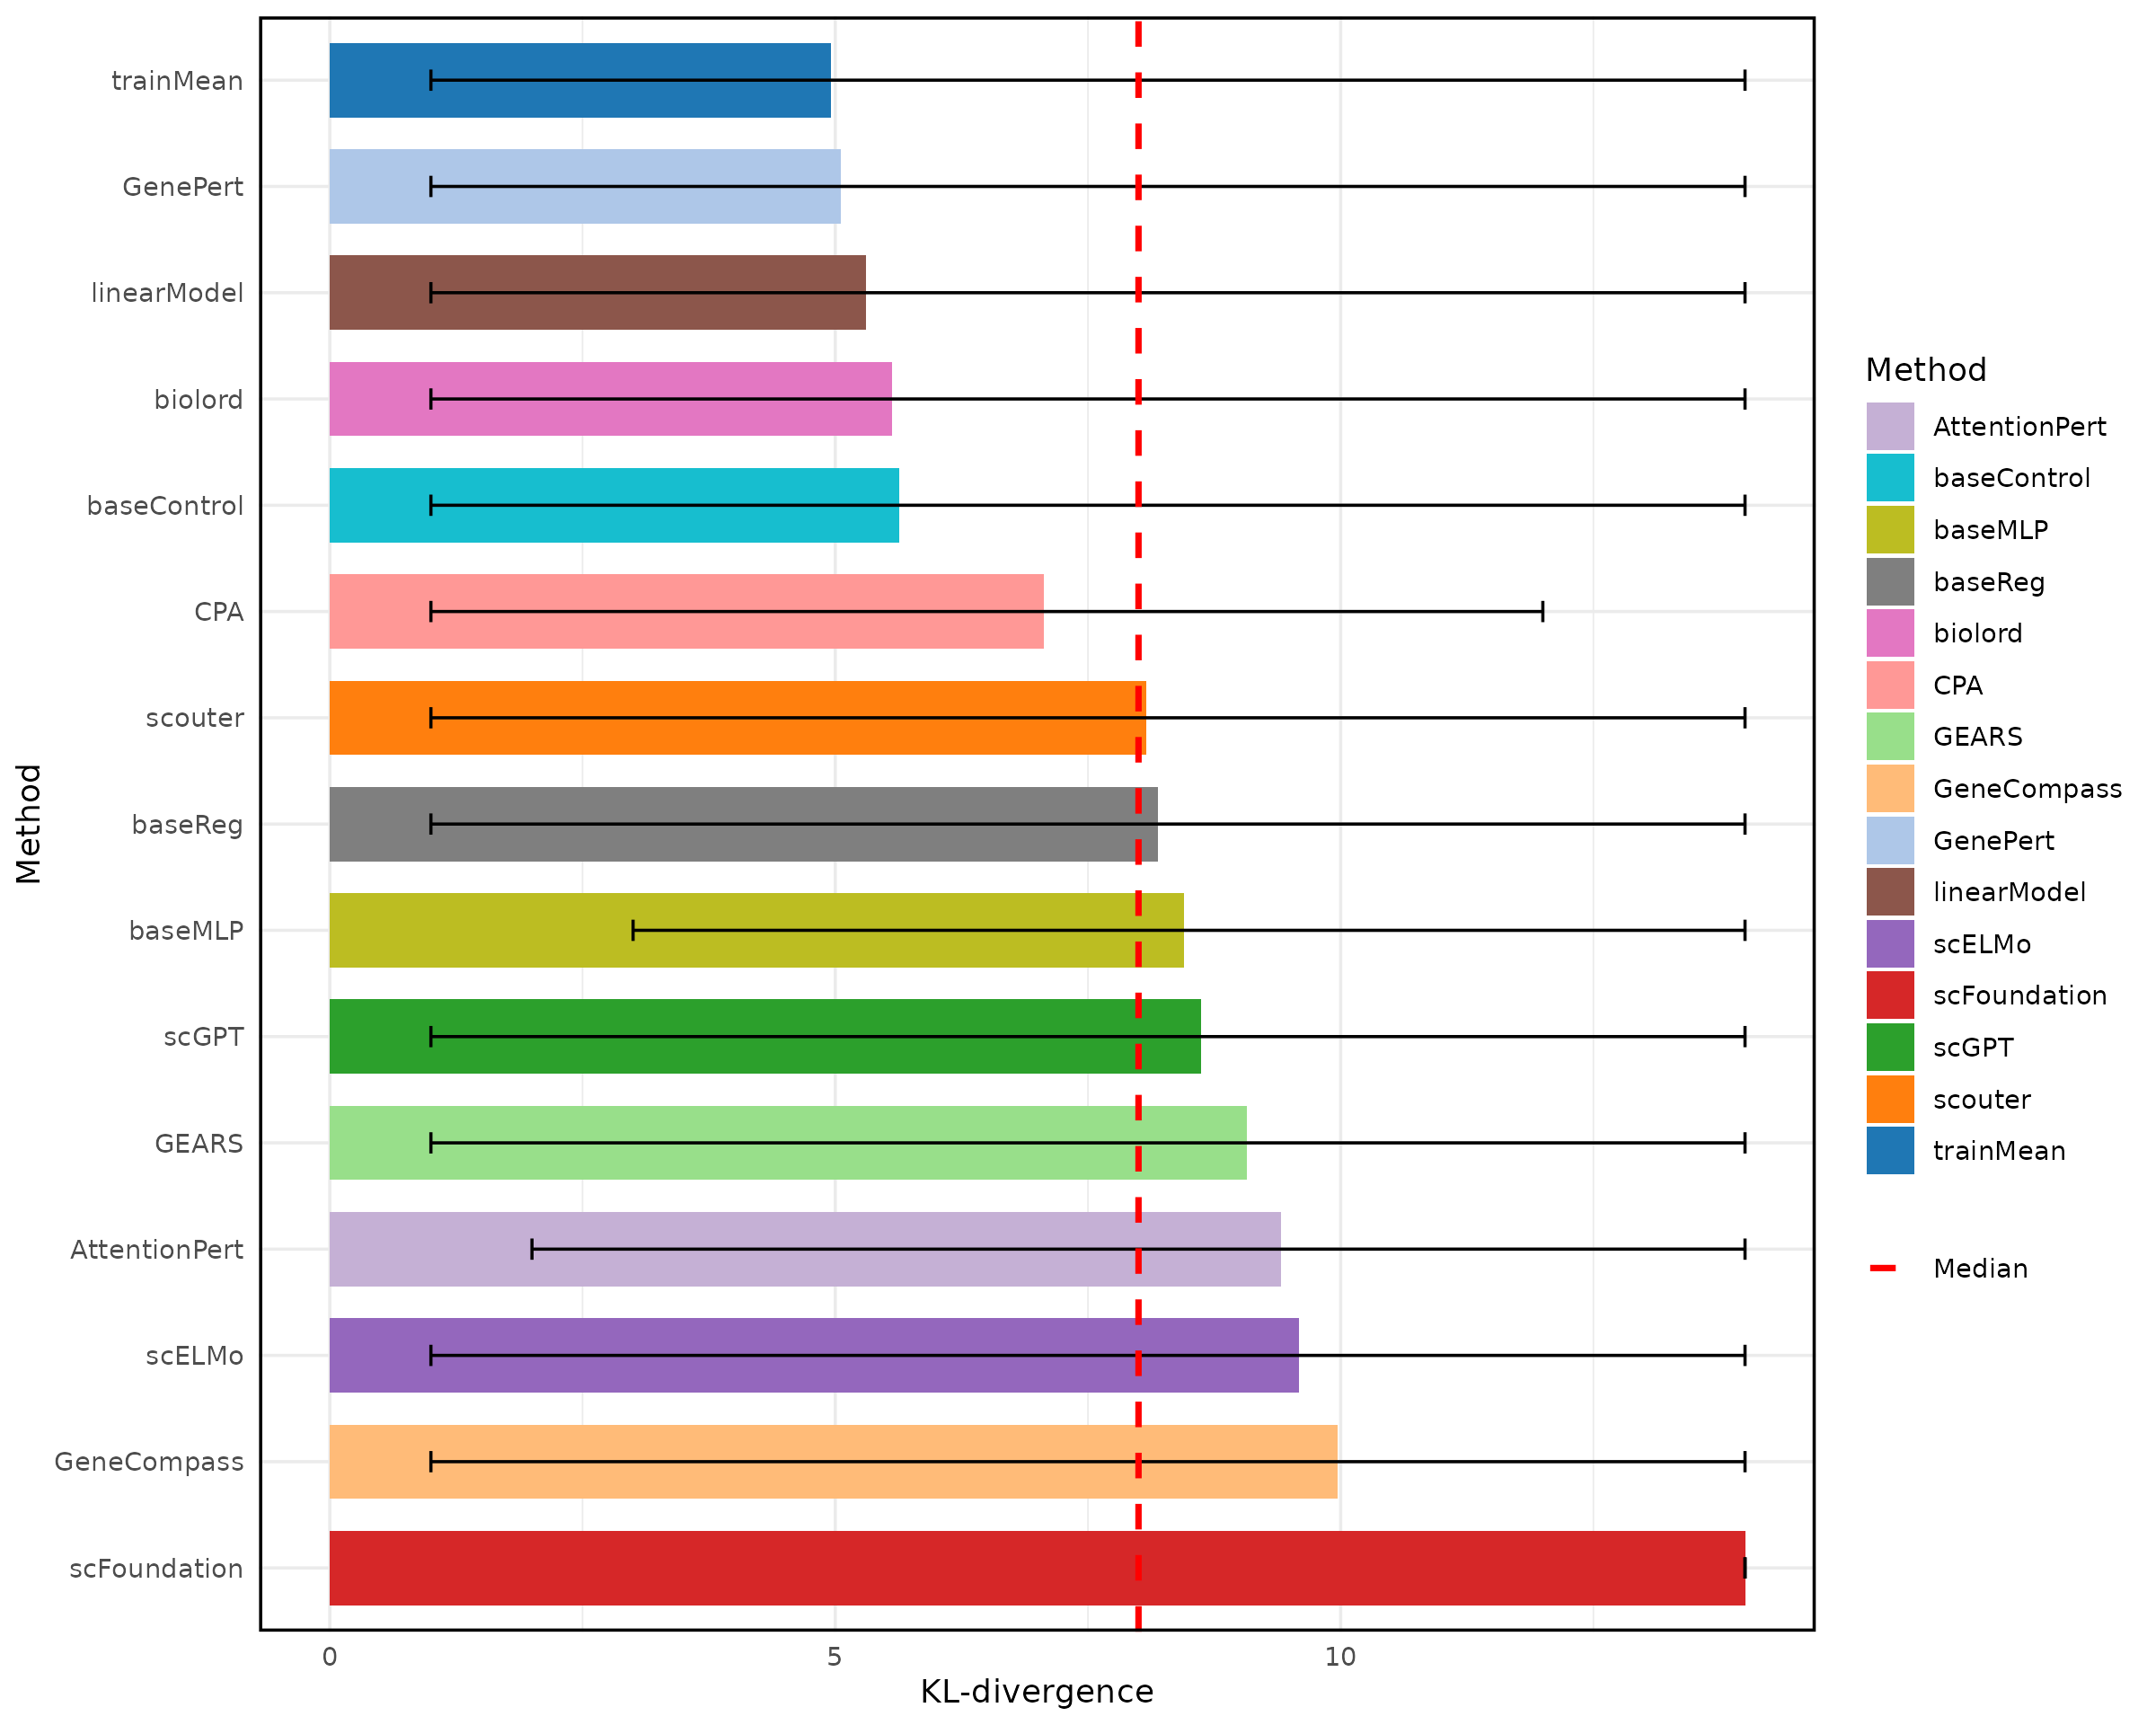 Method
trainMean
GenePert
linearModel
biolord
baseControl
CPA
scouter
baseReg
baseMLP
scGPT
GEARS
AttentionPert
scELMo
GeneCompass
scFoundation
0 5 10
KL-divergence
Method
AttentionPert
baseControl
baseMLP
baseReg
biolord
CPA
GEARS
GeneCompass
GenePert
linearModel
scELMo
scFoundation
scGPT
scouter
trainMean
Median